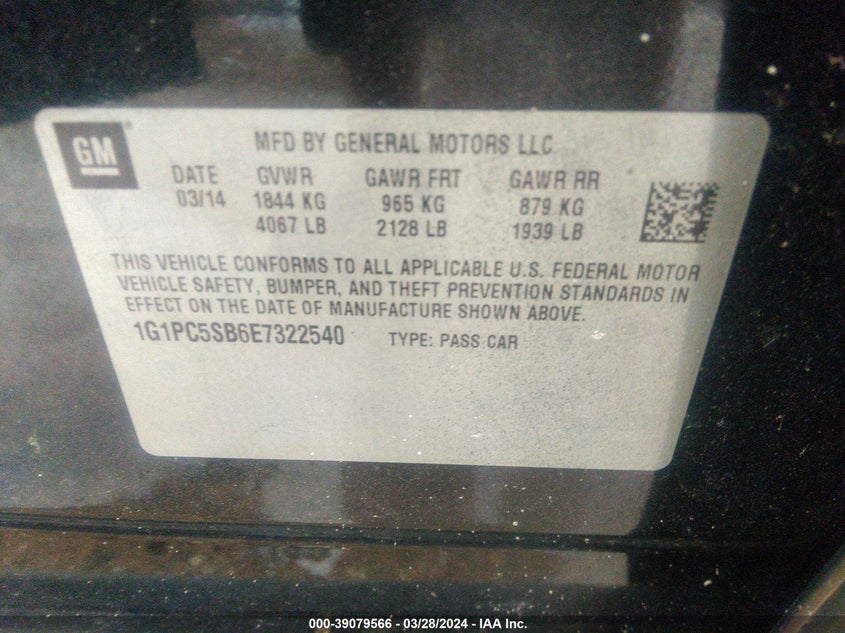 GM
MFD BY GENERAL MOTORS LLC
DATE GVWR GAWR FRT GAWR RR
03/14 1844 KG 965 KG 879 KG
4067 LB 2128 LB 1939 LB
THIS VEHICLE CONFORMS TO ALL APPLICABLE U.S. FEDERAL MOTOR
VEHICLE SAFETY, BUMPER, AND THEFT PREVENTION STANDARDS IN
EFFECT ON THE DATE OF MANUFACTURE SHOWN ABOVE.
1G1PC5SB6E7322540 TYPE: PASS CAR
000-39079566 / 03/28/2024 - IAA Inc.